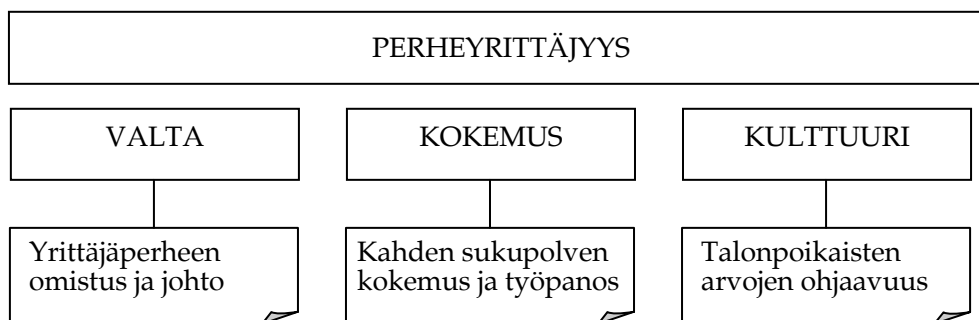 PERHEYRITTÄJYYS
VALTA
KOKEMUS
KULTTUURI
Yrittäjäperheen
omistus ja johto
Kahden sukupolven
kokemus ja työpanos
Talonpoikaisten
arvojen ohjaavuus